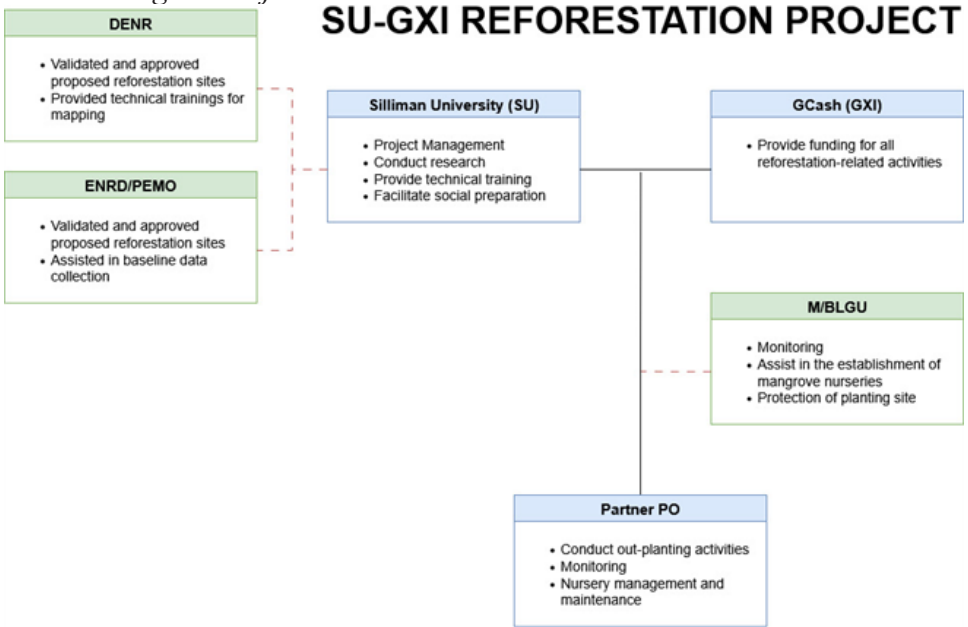 SU-GXI REFORESTATION PROJECT
DENR
• Validated and approved
proposed reforestation sites
• Provided technical trainings for
mapping
ENRD/PEMO
• Validated and approved
proposed reforestation sites
• Assisted in baseline data
collection
Silliman University (SU)
• Project Management
• Conduct research
• Provide technical training
• Facilitate social preparation
GCash (GXI)
• Provide funding for all
reforestation-related activities
M/BLGU
• Monitoring
• Assist in the establishment of
mangrove nurseries
• Protection of planting site
Partner PO
• Conduct out-planting activities
• Monitoring
• Nursery management and
maintenance